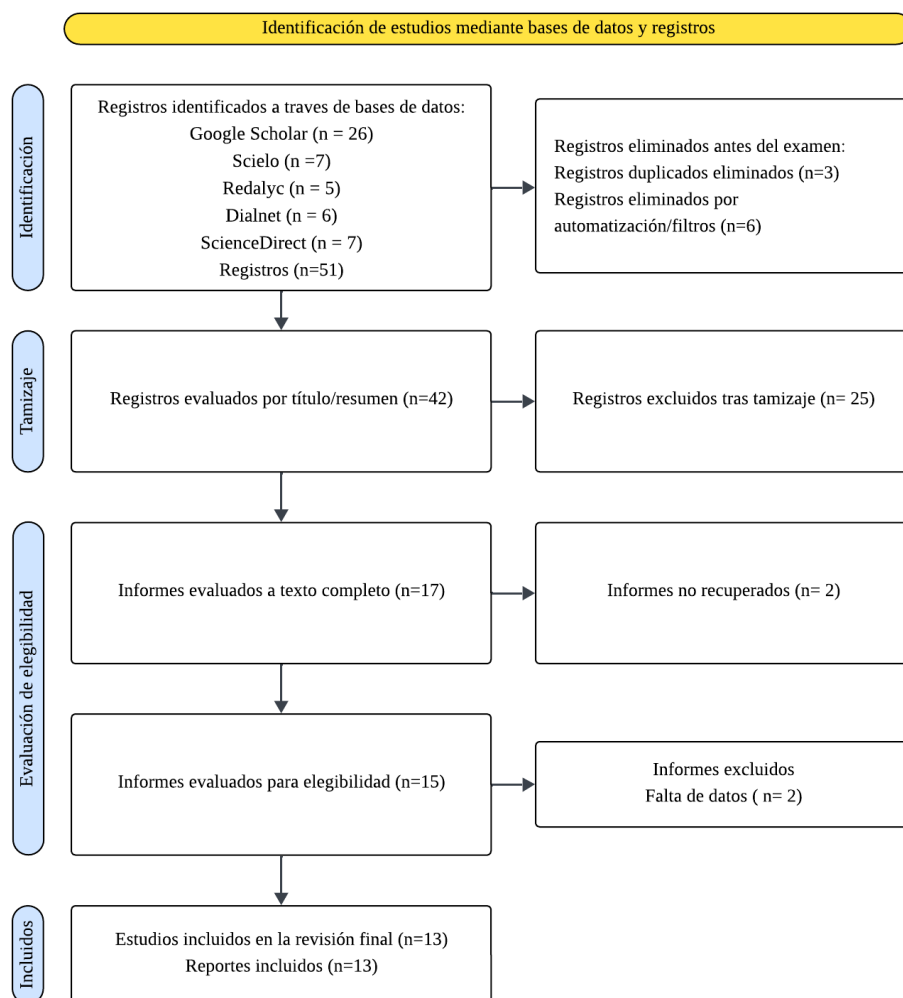 Identificación de estudios mediante bases de datos y registros
Identificación
Registros identificados a traves de bases de datos:
Google Scholar (n = 26)
Scielo (n =7)
Redalyc (n = 5)
Dialnet (n = 6)
ScienceDirect (n = 7)
Registros (n=51)
Registros eliminados antes del examen:
Registros duplicados eliminados (n=3)
Registros eliminados por
automatización/filtros (n=6)
Tamizaje
Registros evaluados por título/resumen (n=42)
Registros excluidos tras tamizaje (n= 25)
Evaluación de elegibilidad
Informes evaluados a texto completo (n=17)
Informes no recuperados (n= 2)
Informes evaluados para elegibilidad (n=15)
Informes excluidos
Falta de datos ( n= 2)
Incluidos
Estudios incluidos en la revisión final (n=13)
Reportes incluidos (n=13)